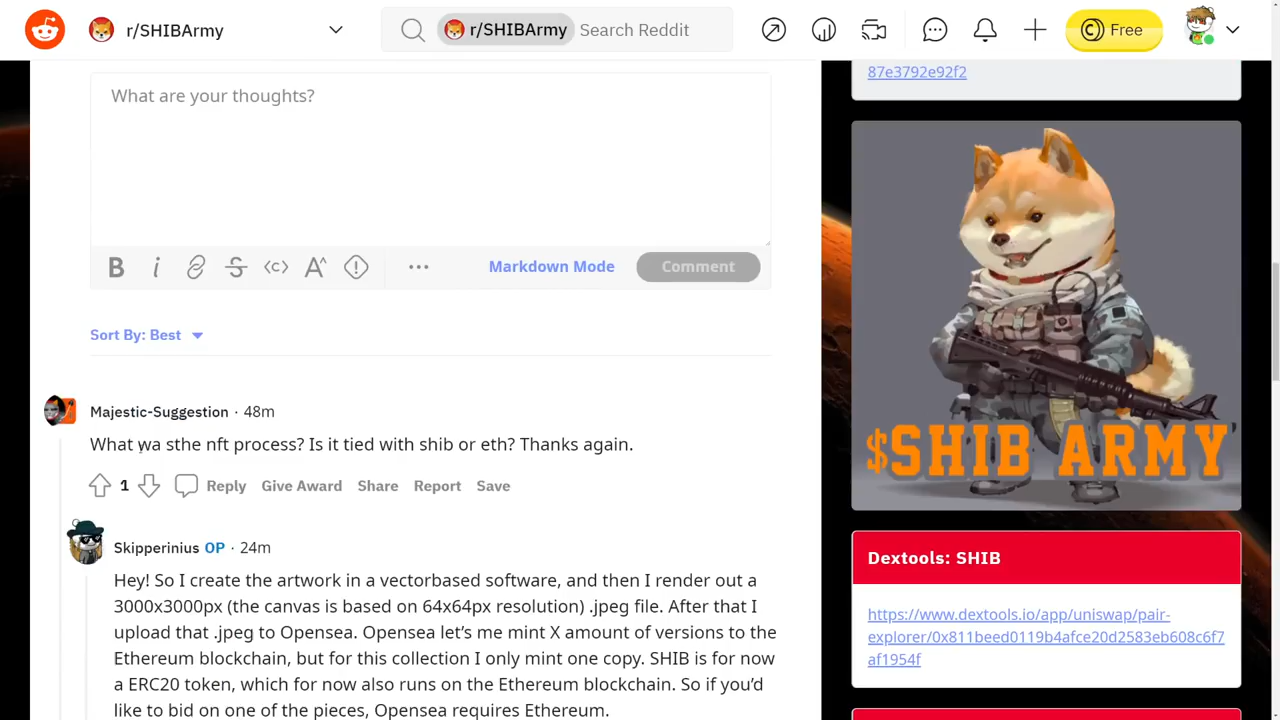 r/SHIBArmy
r/SHIBArmy Search Reddit
Free
What are your thoughts?
Markdown Mode
Comment
Sort By: Best
Majestic-Suggestion · 48m
What wa sthe nft process? Is it tied with shib or eth? Thanks again.
1 Reply Give Award Share Report Save
Skipperinius OP · 24m
Hey! So I create the artwork in a vectorbased software, and then I render out a
3000x3000px (the canvas is based on 64x64px resolution) .jpeg file. After that I
upload that .jpeg to Opensea. Opensea let’s me mint X amount of versions to the
Ethereum blockchain, but for this collection I only mint one copy. SHIB is for now
a ERC20 token, which for now also runs on the Ethereum blockchain. So if you’d
like to bid on one of the pieces, Opensea requires Ethereum.
87e3792e92f2
$SHIB ARMY
Dextools: SHIB
https://www.dextools.io/app/uniswap/pair-
explorer/0x811beed0119b4afce20d2583eb608c6f7
af1954f